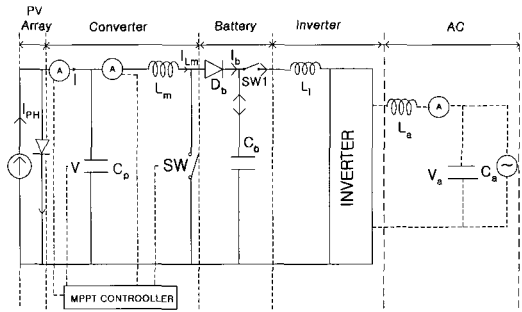 PV Array Converter Battery Inverter AC
A I A L_m I_Lm D_b I_b SW1 L_I L_a A
I_PH
V C_p SW C_b INVERTER V_a C_a
MPPT CONTROOLLER